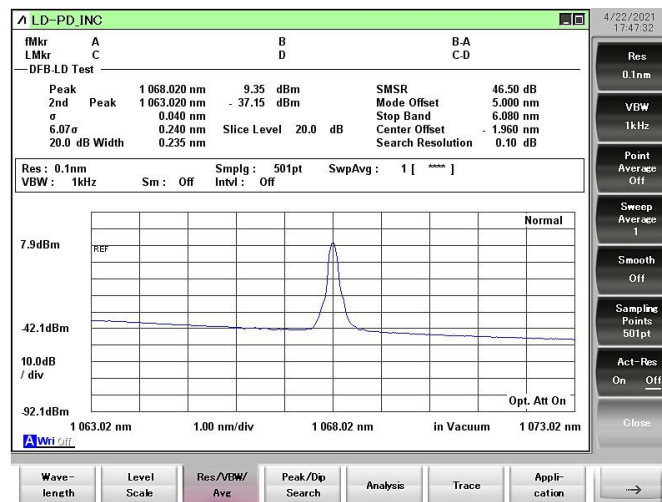 LD-PD_INC
4/22/2021
17:47:32
fMkr A B B-A
LMkr C D C-D
DFB-LD Test
Peak 1 068.020 nm 9.35 dBm SMSR 46.50 dB
2nd Peak 1 063.020 nm - 37.15 dBm Mode Offset 5.000 nm
σ 0.040 nm Stop Band 6.080 nm
6.07σ 0.240 nm Slice Level 20.0 dB Center Offset - 1.960 nm
20.0 dB Width 0.235 nm Search Resolution 0.10 dB
Res : 0.1nm Smplg : 501pt SwpAvg : 1 [ **** ]
VBW : 1kHz Sm : Off Intvl : Off
Normal
7.9dBm
REF
-42.1dBm
10.0dB
/ div
Opt. Att On
-92.1dBm
1 063.02 nm 1.00 nm/div 1 068.02 nm in Vacuum 1 073.02 nm
A Wri Off
Res
0.1nm
VBW
1kHz
Point
Average
Off
Sweep
Average
1
Smooth
Off
Sampling
Points
501pt
Act-Res
On Off
Close
Wave-
length
Level
Scale
Res/VBW/
Avg
Peak/Dip
Search
Analysis
Trace
Appli-
cation